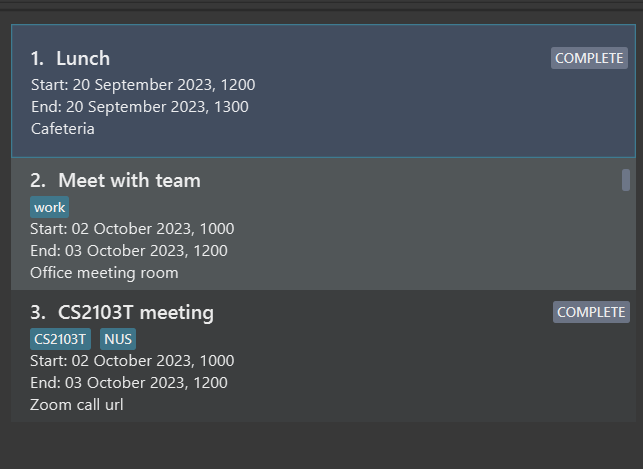 1. Lunch COMPLETE
Start: 20 September 2023, 1200
End: 20 September 2023, 1300
Cafeteria
2. Meet with team
work
Start: 02 October 2023, 1000
End: 03 October 2023, 1200
Office meeting room
3. CS2103T meeting COMPLETE
CS2103T NUS
Start: 02 October 2023, 1000
End: 03 October 2023, 1200
Zoom call url